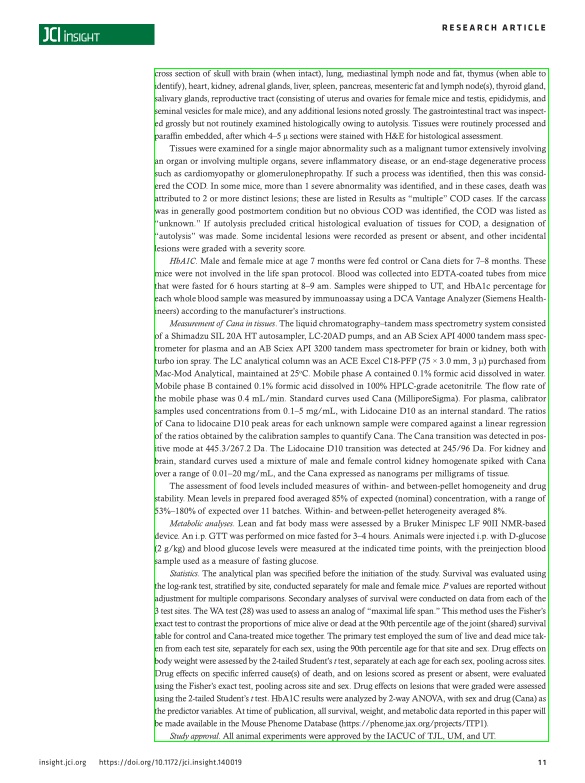 JCI INSIGHT
RESEARCH ARTICLE
cross section of skull with brain (when intact), lung, mediastinal lymph node and fat, thymus (when able to
identify), heart, kidney, adrenal glands, liver, spleen, pancreas, mesenteric fat and lymph node(s), thyroid gland,
salivary glands, reproductive tract (consisting of uterus and ovaries for female mice and testis, epididymis, and
seminal vesicles for male mice), and any additional lesions noted grossly. The gastrointestinal tract was inspect-
ed grossly but not routinely examined histologically owing to autolysis. Tissues were routinely processed and
paraffin embedded, after which 4–5 μ sections were stained with H&E for histological assessment.
Tissues were examined for a single major abnormality such as a malignant tumor extensively involving
an organ or involving multiple organs, severe inflammatory disease, or an end-stage degenerative process
such as cardiomyopathy or glomerulonephropathy. If such a process was identified, then this was consid-
ered the COD. In some mice, more than 1 severe abnormality was identified, and in these cases, death was
attributed to 2 or more distinct lesions; these are listed in Results as “multiple” COD cases. If the carcass
was in generally good postmortem condition but no obvious COD was identified, the COD was listed as
“unknown.” If autolysis precluded critical histological evaluation of tissues for COD, a designation of
“autolysis” was made. Some incidental lesions were recorded as present or absent, and other incidental
lesions were graded with a severity score.
HbA1C. Male and female mice at age 7 months were fed control or Cana diets for 7–8 months. These
mice were not involved in the life span protocol. Blood was collected into EDTA-coated tubes from mice
that were fasted for 6 hours starting at 8–9 am. Samples were shipped to UT, and HbA1c percentage for
each whole blood sample was measured by immunoassay using a DCA Vantage Analyzer (Siemens Health-
ineers) according to the manufacturer’s instructions.
Measurement of Cana in tissues. The liquid chromatography–tandem mass spectrometry system consisted
of a Shimadzu SIL 20A HT autosampler, LC-20AD pumps, and an AB Sciex API 4000 tandem mass spec-
trometer for plasma and an AB Sciex API 3200 tandem mass spectrometer for brain or kidney, both with
turbo ion spray. The LC analytical column was an ACE Excel C18-PFP (75 × 3.0 mm, 3 μ) purchased from
Mac-Mod Analytical, maintained at 25°C. Mobile phase A contained 0.1% formic acid dissolved in water.
Mobile phase B contained 0.1% formic acid dissolved in 100% HPLC-grade acetonitrile. The flow rate of
the mobile phase was 0.4 mL/min. Standard curves used Cana (MilliporeSigma). For plasma, calibrator
samples used concentrations from 0.1–5 mg/mL, with Lidocaine D10 as an internal standard. The ratios
of Cana to lidocaine D10 peak areas for each unknown sample were compared against a linear regression
of the ratios obtained by the calibration samples to quantify Cana. The Cana transition was detected in pos-
itive mode at 445.3/267.2 Da. The Lidocaine D10 transition was detected at 245/96 Da. For kidney and
brain, standard curves used a mixture of male and female control kidney homogenate spiked with Cana
over a range of 0.01–20 mg/mL, and the Cana expressed as nanograms per milligrams of tissue.
The assessment of food levels included measures of within- and between-pellet homogeneity and drug
stability. Mean levels in prepared food averaged 85% of expected (nominal) concentration, with a range of
53%–180% of expected over 11 batches. Within- and between-pellet heterogeneity averaged 8%.
Metabolic analyses. Lean and fat body mass were assessed by a Bruker Minispec LF 90II NMR-based
device. An i.p. GTT was performed on mice fasted for 3–4 hours. Animals were injected i.p. with D-glucose
(2 g/kg) and blood glucose levels were measured at the indicated time points, with the preinjection blood
sample used as a measure of fasting glucose.
Statistics. The analytical plan was specified before the initiation of the study. Survival was evaluated using
the log-rank test, stratified by site, conducted separately for male and female mice. P values are reported without
adjustment for multiple comparisons. Secondary analyses of survival were conducted on data from each of the
3 test sites. The WA test (28) was used to assess an analog of “maximal life span.” This method uses the Fisher’s
exact test to contrast the proportions of mice alive or dead at the 90th percentile age of the joint (shared) survival
table for control and Cana-treated mice together. The primary test employed the sum of live and dead mice tak-
en from each test site, separately for each sex, using the 90th percentile age for that site and sex. Drug effects on
body weight were assessed by the 2-tailed Student’s t test, separately at each age for each sex, pooling across sites.
Drug effects on specific inferred cause(s) of death, and on lesions scored as present or absent, were evaluated
using the Fisher’s exact test, pooling across site and sex. Drug effects on lesions that were graded were assessed
using the 2-tailed Student’s t test. HbA1C results were analyzed by 2-way ANOVA, with sex and drug (Cana) as
the predictor variables. At time of publication, all survival, weight, and metabolic data reported in this paper will
be made available in the Mouse Phenome Database (https://phenome.jax.org/projects/ITP1).
Study approval. All animal experiments were approved by the IACUC of TJL, UM, and UT.
insight.jci.org https://doi.org/10.1172/jci.insight.140019
11